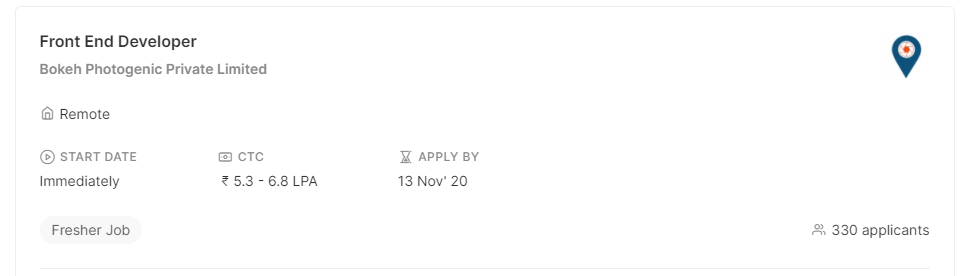 Front End Developer
Bokeh Photogenic Private Limited
Remote
START DATE CTC APPLY BY
Immediately ₹ 5.3 - 6.8 LPA 13 Nov' 20
Fresher Job 330 applicants